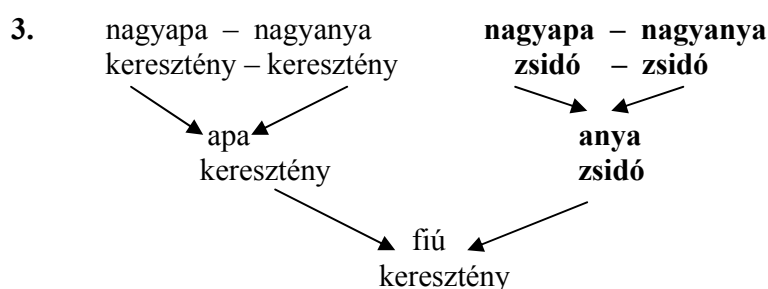 3. nagyapa – nagyanya nagyapa – nagyanya
keresztény – keresztény zsidó – zsidó
apa anya
keresztény zsidó
fiú
keresztény